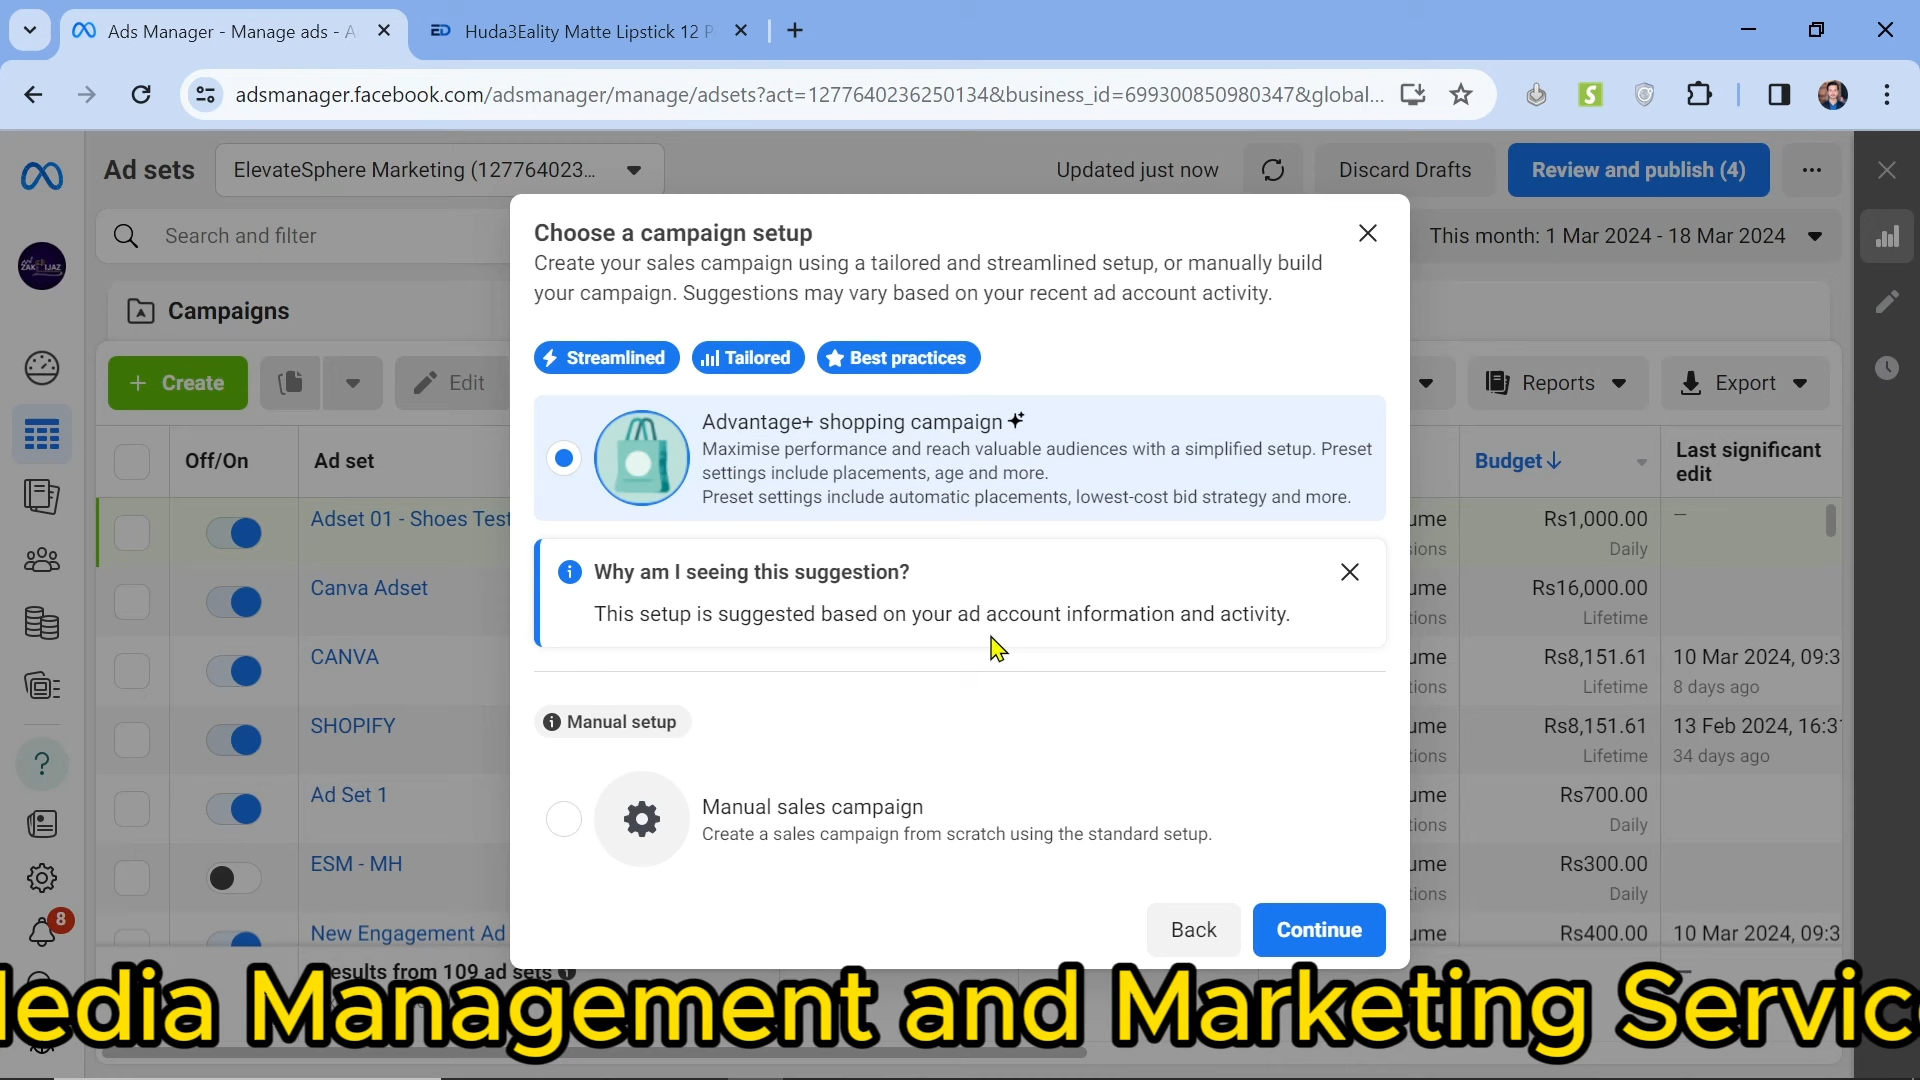 Ads Manager - Manage ads - A
Huda3Eality Matte Lipstick 12 P
adsmanager.facebook.com/adsmanager/manage/adsets?act=1277640236250134&business_id=699300850980347&global...
Ad sets
ElevateSphere Marketing (127764023...
Updated just now
Discard Drafts
Review and publish (4)
Search and filter
This month: 1 Mar 2024 - 18 Mar 2024
Campaigns
Create
Edit
Reports
Export
Off/On
Ad set
Budget
Last significant edit
Adset 01 - Shoes Test
Rs1,000.00
Daily
Canva Adset
Rs16,000.00
Lifetime
CANVA
Rs8,151.61
Lifetime
10 Mar 2024, 09:3
8 days ago
SHOPIFY
Rs8,151.61
Lifetime
13 Feb 2024, 16:3
34 days ago
Ad Set 1
Rs700.00
Daily
ESM - MH
Rs300.00
Daily
New Engagement Ad
Rs400.00
10 Mar 2024, 09:3
8
esults from 109 ad sets
Choose a campaign setup
Create your sales campaign using a tailored and streamlined setup, or manually build
your campaign. Suggestions may vary based on your recent ad account activity.
Streamlined
Tailored
Best practices
Advantage+ shopping campaign
Maximise performance and reach valuable audiences with a simplified setup. Preset
settings include placements, age and more.
Preset settings include automatic placements, lowest-cost bid strategy and more.
Why am I seeing this suggestion?
This setup is suggested based on your ad account information and activity.
Manual setup
Manual sales campaign
Create a sales campaign from scratch using the standard setup.
Back
Continue
edia Management and Marketing Servic